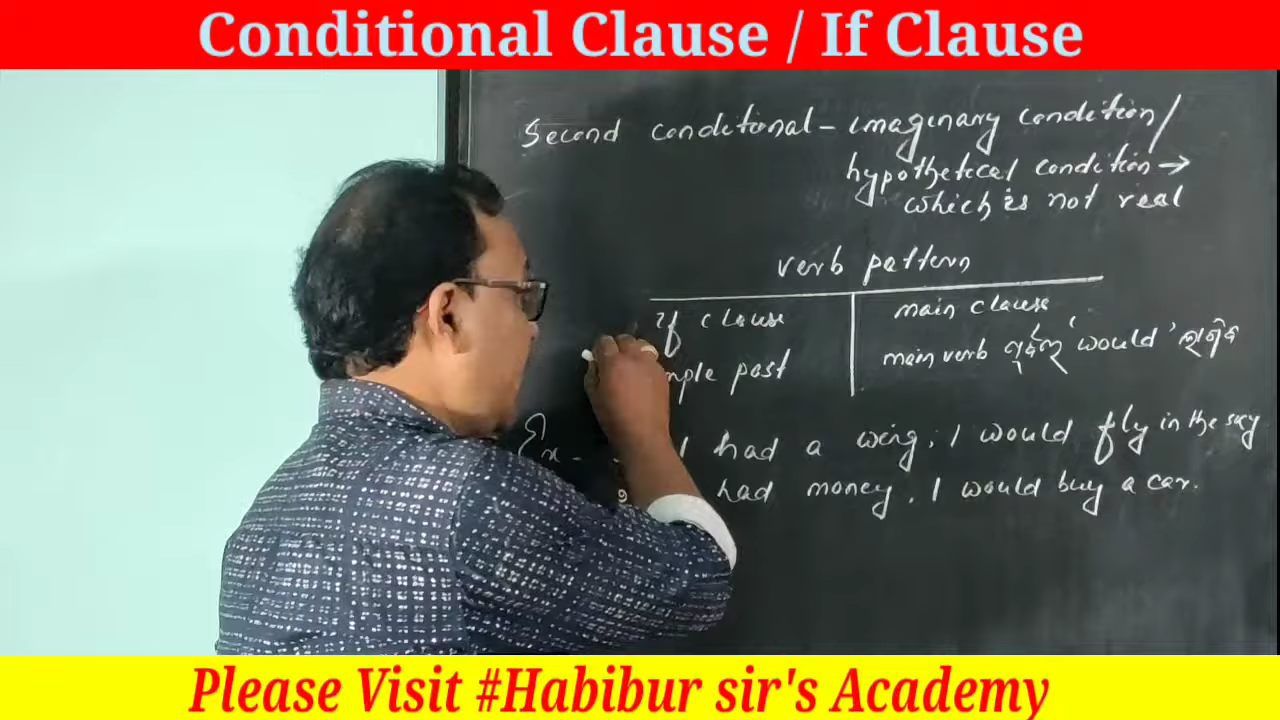 Conditional Clause / If Clause
Second conditional - imaginary condition/
hypothetical condition →
which is not real
verb pattern
If clause
main clause
mple past
main verb 'would'
Ex - I had a wing, I would fly in the sky
had money, I would buy a car.
Please Visit #Habibur sir's Academy